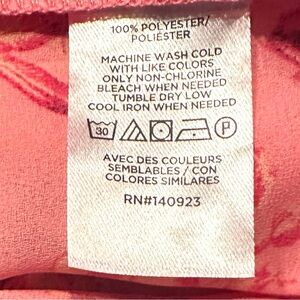 100% POLYESTER/
POLIÉSTER
MACHINE WASH COLD
WITH LIKE COLORS
ONLY NON-CHLORINE
BLEACH WHEN NEEDED
TUMBLE DRY LOW
COOL IRON WHEN NEEDED
30 P
AVEC DES COULEURS
SEMBLABLES / CON
COLORES SIMILARES
RN#140923